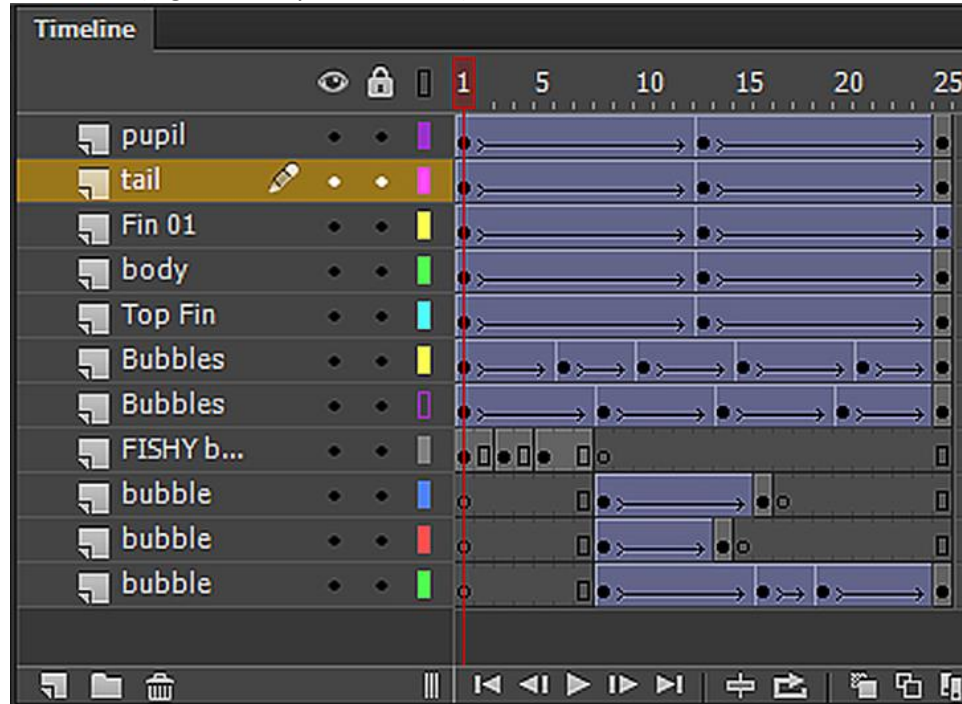 Timeline
1 5 10 15 20 25
pupil
tail
Fin 01
body
Top Fin
Bubbles
Bubbles
FISHY b...
bubble
bubble
bubble